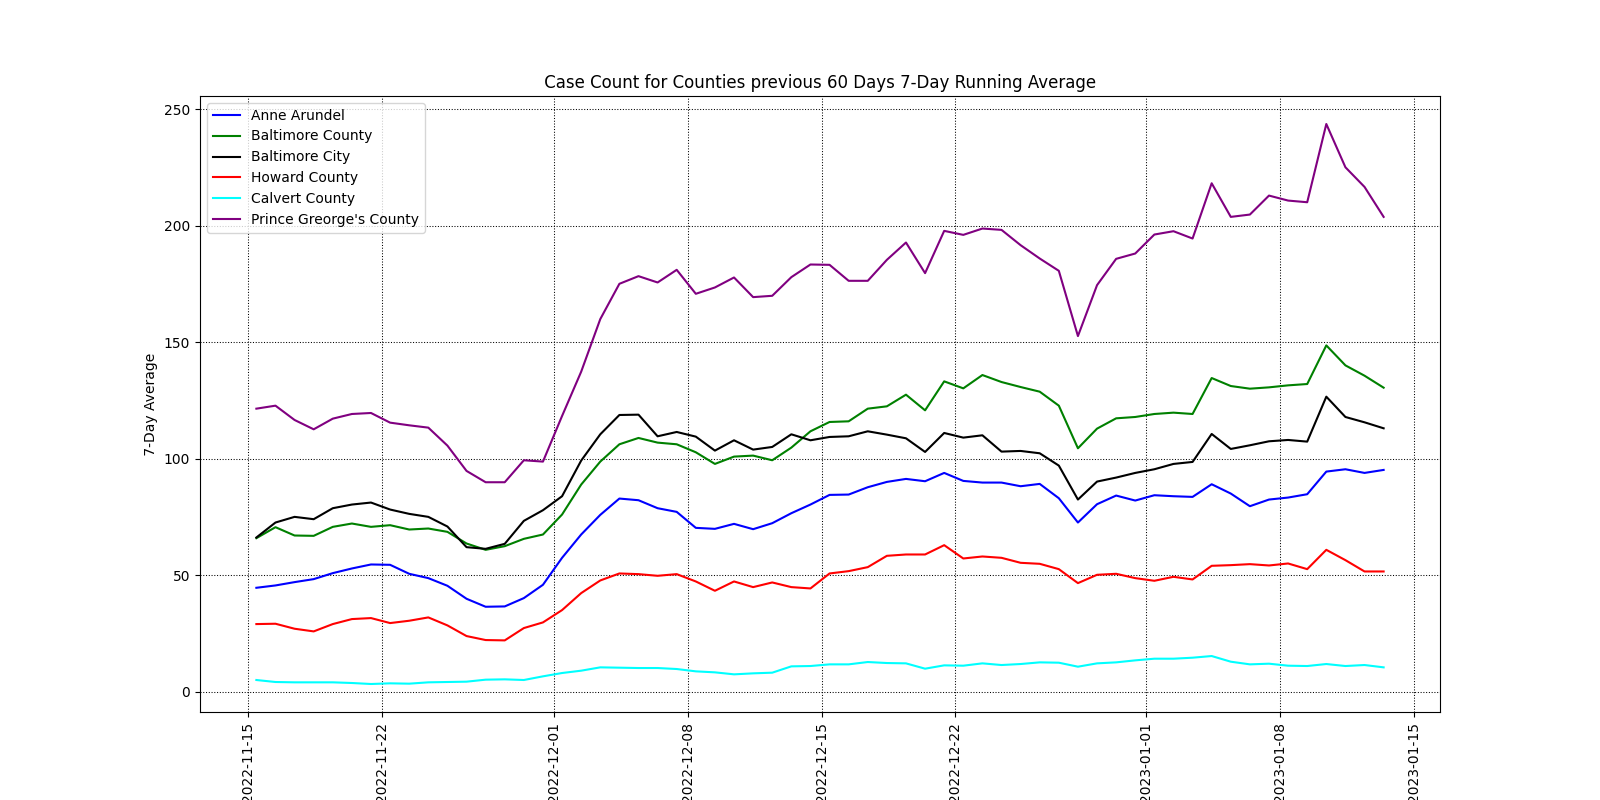 Case Count for Counties previous 60 Days 7-Day Running Average
250
200
150
100
50
0
7-Day Average
Anne Arundel
Baltimore County
Baltimore City
Howard County
Calvert County
Prince Greorge's County
2022-11-15
2022-11-22
2022-12-01
2022-12-08
2022-12-15
2022-12-22
2023-01-01
2023-01-08
2023-01-15